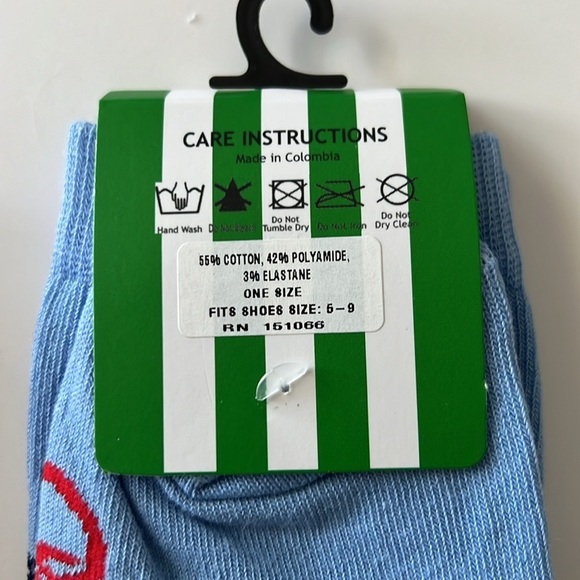 CARE INSTRUCTIONS
Made in Colombia
Hand Wash
Do Not
Tumble Dry
Do Not Iron
Do Not
Dry Clean
55% COTTON, 42% POLYAMIDE,
3% ELASTANE
ONE SIZE
FITS SHOES SIZE: 5-9
RN 151066